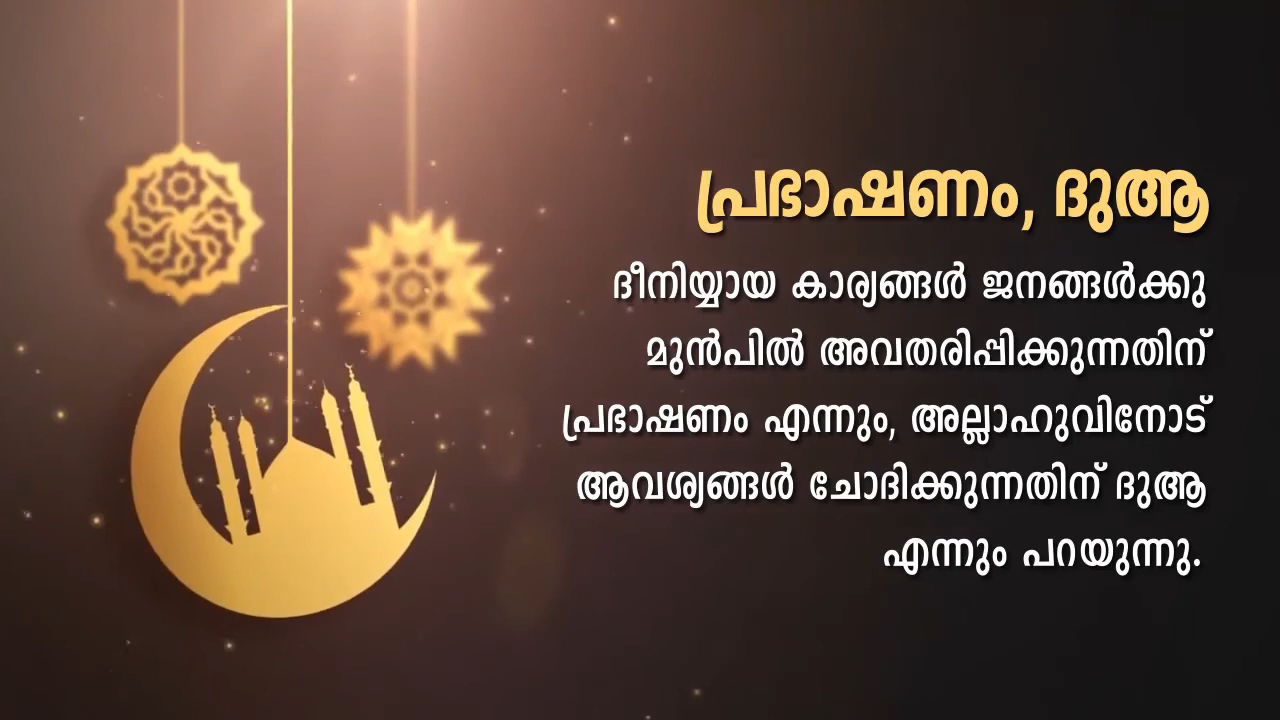 പ്രഭാഷണം, ദുആ
ദീനിയ്യായ കാര്യങ്ങൾ ജനങ്ങൾക്കു
മുൻപിൽ അവതരിപ്പിക്കുന്നതിന്
പ്രഭാഷണം എന്നും, അല്ലാഹുവിനോട്
ആവശ്യങ്ങൾ ചോദിക്കുന്നതിന് ദുആ
എന്നും പറയുന്നു.